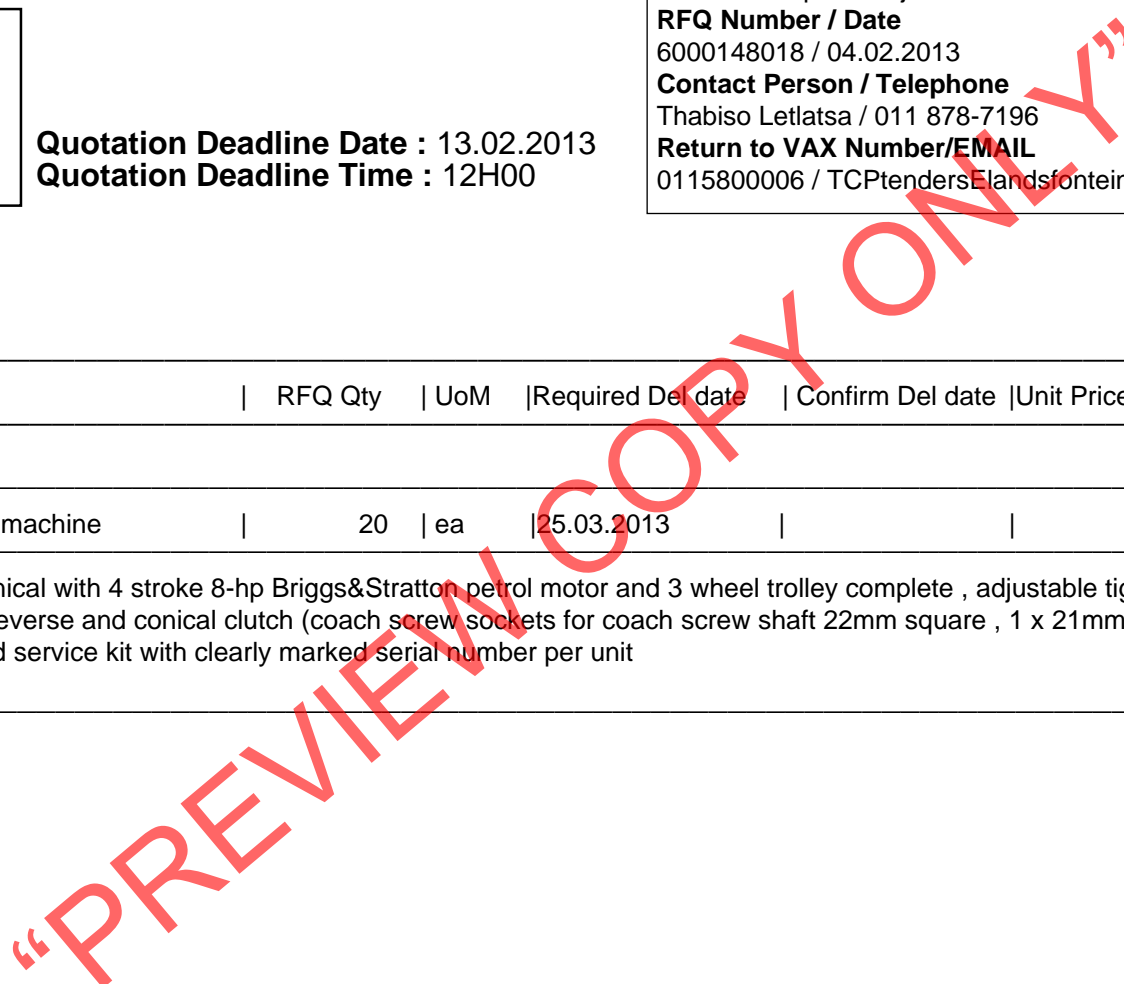 RFQ Number / Date
6000148018 / 04.02.2013
Contact Person / Telephone
Thabiso Letlatsa / 011 878-7196
Return to VAX Number/EMAIL
0115800006 / TCPtendersElandsfontein
Quotation Deadline Date : 13.02.2013
Quotation Deadline Time : 12H00
| RFQ Qty | UoM |Required Del date | Confirm Del date |Unit Price
machine | 20 | ea |25.03.2013 | |
nical with 4 stroke 8-hp Briggs&Stratton petrol motor and 3 wheel trolley complete , adjustable tig
everse and conical clutch (coach screw sockets for coach screw shaft 22mm square , 1 x 21mm
d service kit with clearly marked serial number per unit
“PREVIEW COPY ONLY”